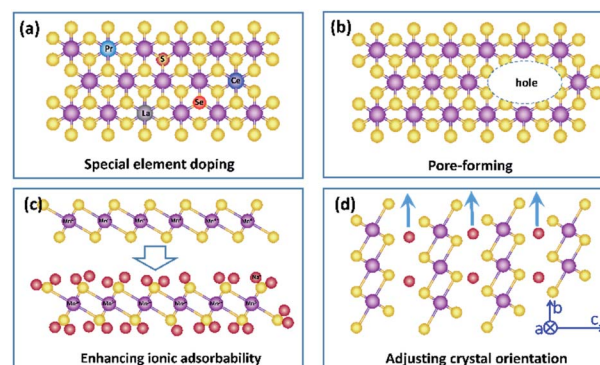 (a)
Pr
S
Ce
Se
La
Special element doping
(b)
hole
Pore-forming
(c)
Enhancing ionic adsorbability
(d)
b
a
c
Adjusting crystal orientation